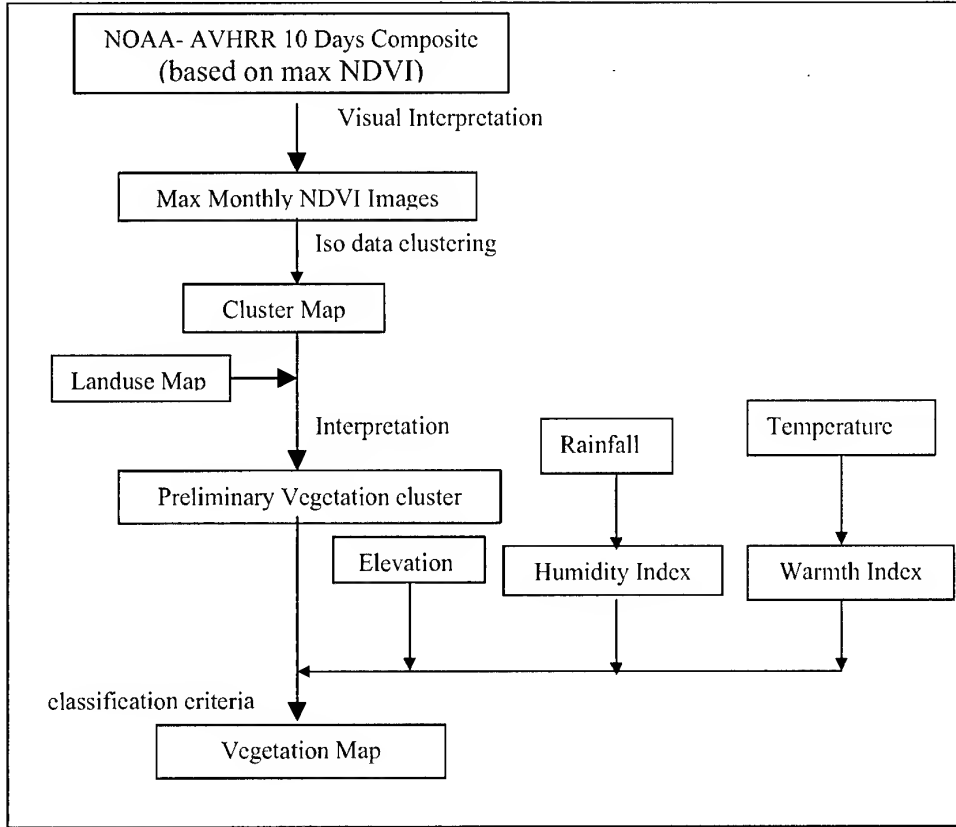 NOAA- AVHRR 10 Days Composite
(based on max NDVI)
Visual Interpretation
Max Monthly NDVI Images
Iso data clustering
Cluster Map
Landuse Map
Interpretation
Rainfall
Temperature
Preliminary Vegetation cluster
Elevation
Humidity Index
Warmth Index
classification criteria
Vegetation Map